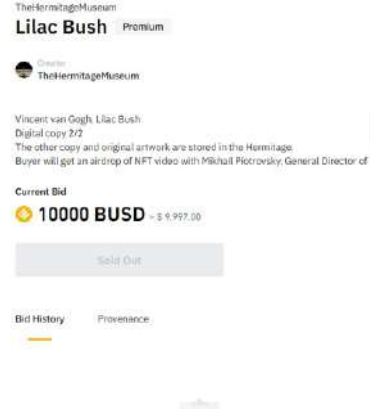 TheHermitageMuseum
Lilac Bush Premium
Creator
TheHermitageMuseum
Vincent van Gogh, Lilac Bush
Digital copy 2/2
The other copy and original artwork are stored in the Hermitage.
Buyer will get an airdrop of NFT video with Mikhail Piotrovsky, General Director of
Current Bid
10000 BUSD ≈ $ 9,997.00
Sold Out
Bid History Provenance